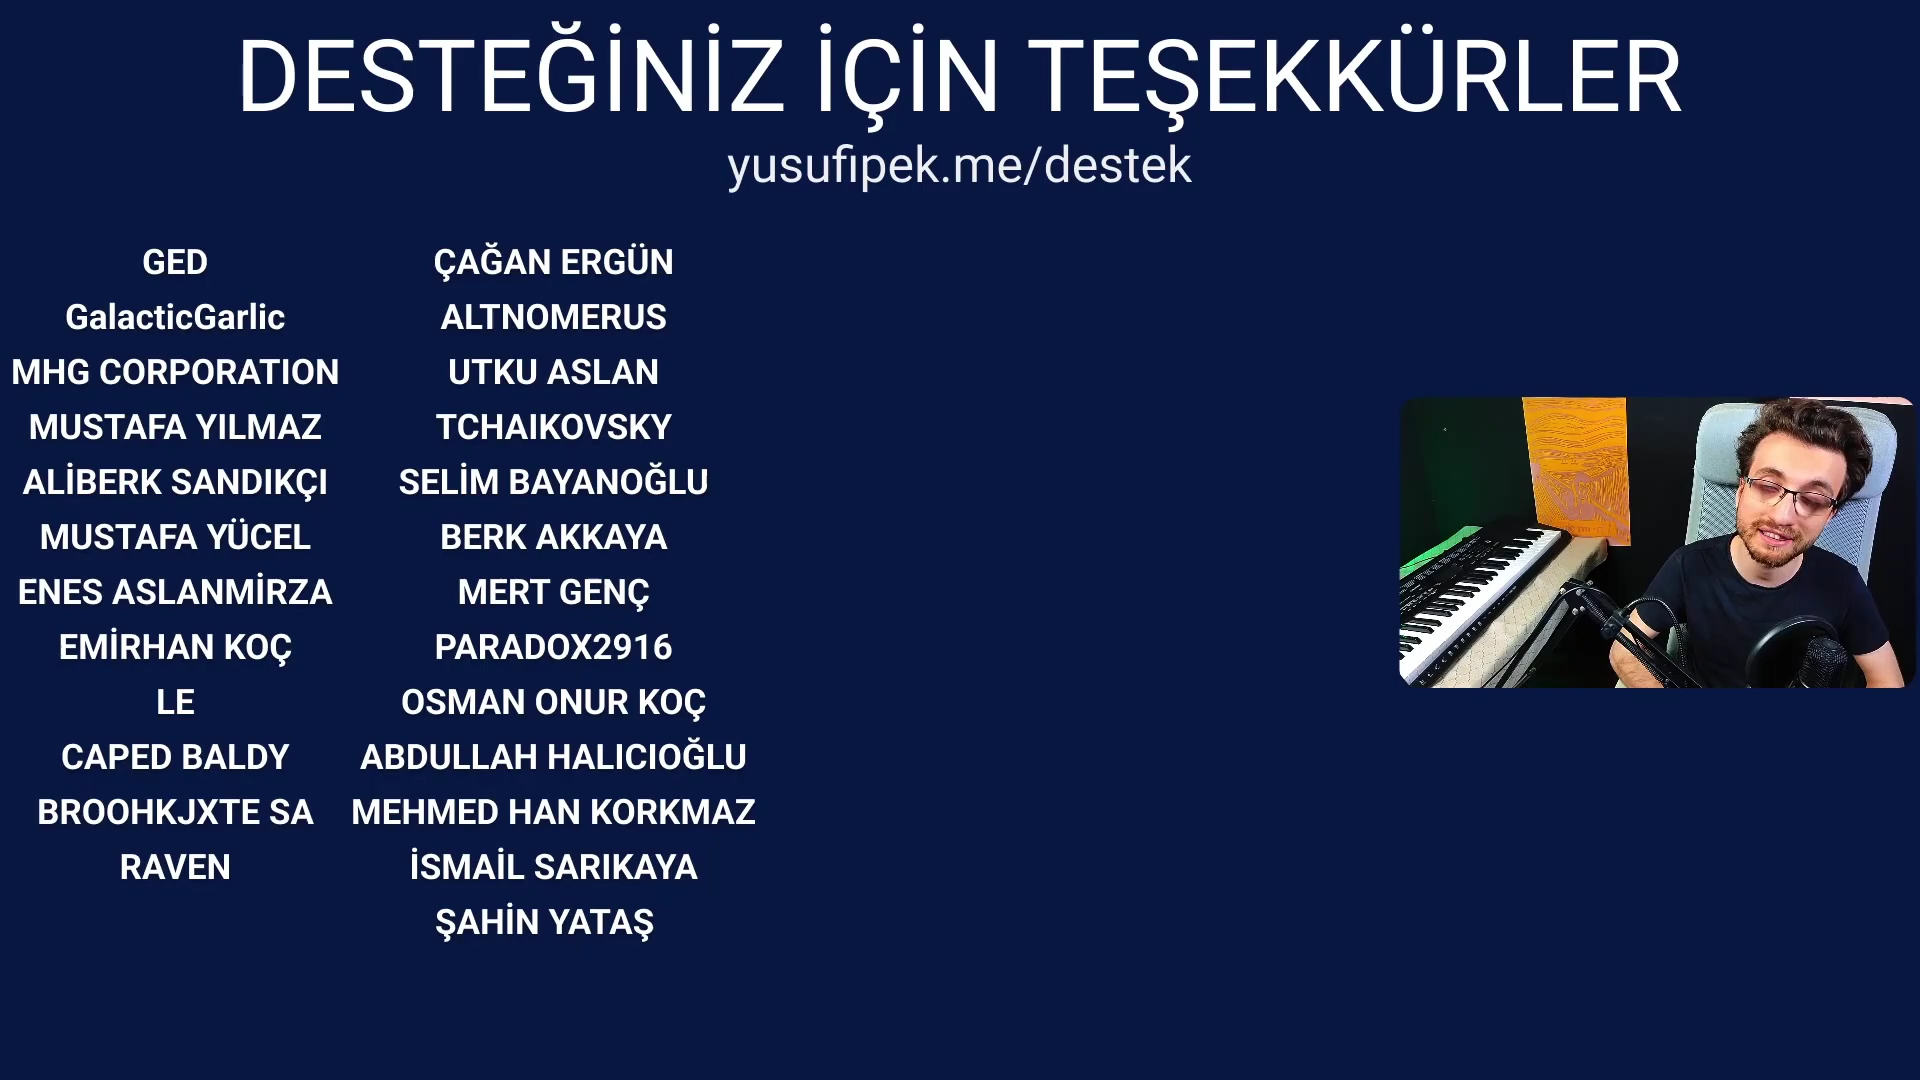 DESTEĞİNİZ İÇİN TEŞEKKÜRLER
yusufipek.me/destek
GED
GalacticGarlic
MHG CORPORATION
MUSTAFA YILMAZ
ALİBERK SANDIKÇI
MUSTAFA YÜCEL
ENES ASLANMİRZA
EMİRHAN KOÇ
LE
CAPED BALDY
BROOHKJXTE SA
RAVEN
ÇAĞAN ERGÜN
ALTNOMERUS
UTKU ASLAN
TCHAIKOVSKY
SELİM BAYANOĞLU
BERK AKKAYA
MERT GENÇ
PARADOX2916
OSMAN ONUR KOÇ
ABDULLAH HALICIOĞLU
MEHMED HAN KORKMAZ
İSMAİL SARIKAYA
ŞAHİN YATAŞ